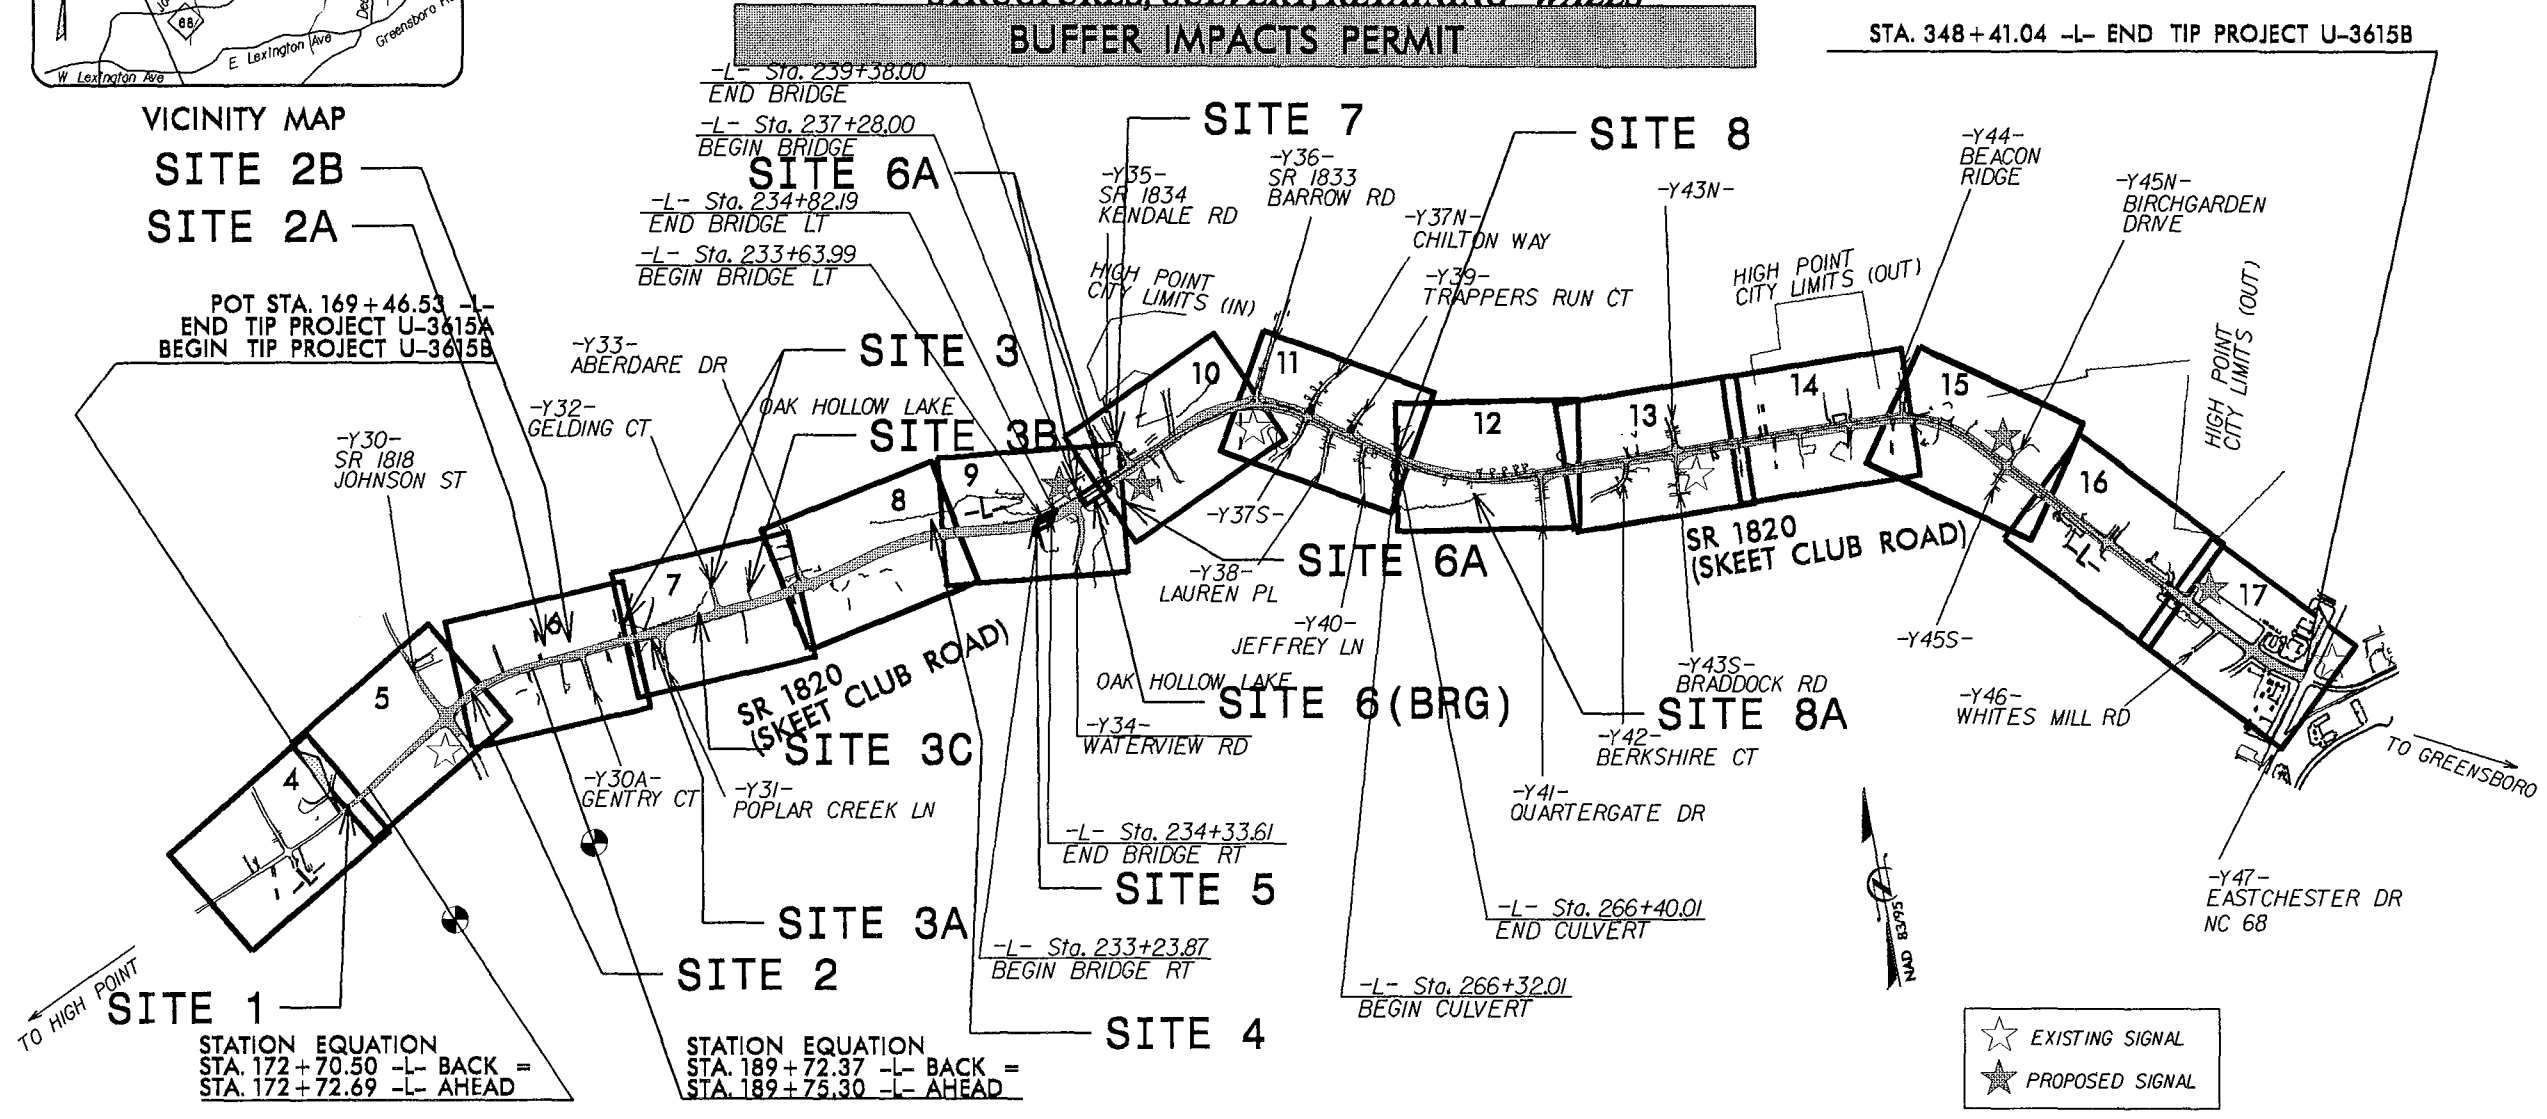 88
E Lexington Ave
W Lexington Ave
VICINITY MAP
BUFFER IMPACTS PERMIT
STA. 348+41.04 -L- END TIP PROJECT U-3615B
-L- Sta. 239+38.00
END BRIDGE
-L- Sta. 237+28.00
BEGIN BRIDGE
SITE 6A
-L- Sta. 234+82.19
END BRIDGE LT
-L- Sta. 233+63.99
BEGIN BRIDGE LT
SITE 7
SITE 8
SITE 2B
SITE 2A
POT STA. 169+46.53 -L-
END TIP PROJECT U-3615A
BEGIN TIP PROJECT U-3615B
-Y35-
SR 1834
KENDALE RD
-Y36-
SR 1833
BARROW RD
-Y37N-
CHILTON WAY
-Y39-
TRAPPERS RUN CT
-Y43N-
-Y44-
BEACON
RIDGE
-Y45N-
BIRCHGARDEN
DRIVE
HIGH POINT
CITY LIMITS (IN)
HIGH POINT
CITY LIMITS (OUT)
HIGH POINT
CITY LIMITS (OUT)
-Y33-
ABERDARE DR
SITE 3
OAK HOLLOW LAKE
SITE 3B
-Y32-
GELDING CT
-Y30-
SR 1818
JOHNSON ST
4
5
6
7
8
9
10
11
12
13
14
15
16
17
-L-
-L-
-L-
SR 1820
(SKEET CLUB ROAD)
SR 1820
(SKEET CLUB ROAD)
-Y37S-
-Y38-
LAUREN PL
SITE 6A
-Y40-
JEFFREY LN
OAK HOLLOW LAKE
SITE 6(BRG)
-Y34-
WATERVIEW RD
SITE 3C
-Y30A-
GENTRY CT
-Y31-
POPLAR CREEK LN
-Y43S-
BRADDOCK RD
SITE 8A
-Y42-
BERKSHIRE CT
-Y41-
QUARTERGATE DR
-Y45S-
-Y46-
WHITES MILL RD
TO GREENSBORO
-Y47-
EASTCHESTER DR
NC 68
-L- Sta. 234+33.61
END BRIDGE RT
SITE 5
SITE 3A
-L- Sta. 233+23.87
BEGIN BRIDGE RT
SITE 2
SITE 4
-L- Sta. 266+40.01
END CULVERT
-L- Sta. 266+32.01
BEGIN CULVERT
NAD 83/95
TO HIGH POINT
SITE 1
STATION EQUATION
STA. 172+70.50 -L- BACK =
STA. 172+72.69 -L- AHEAD
STATION EQUATION
STA. 189+72.37 -L- BACK =
STA. 189+75.30 -L- AHEAD
EXISTING SIGNAL
PROPOSED SIGNAL